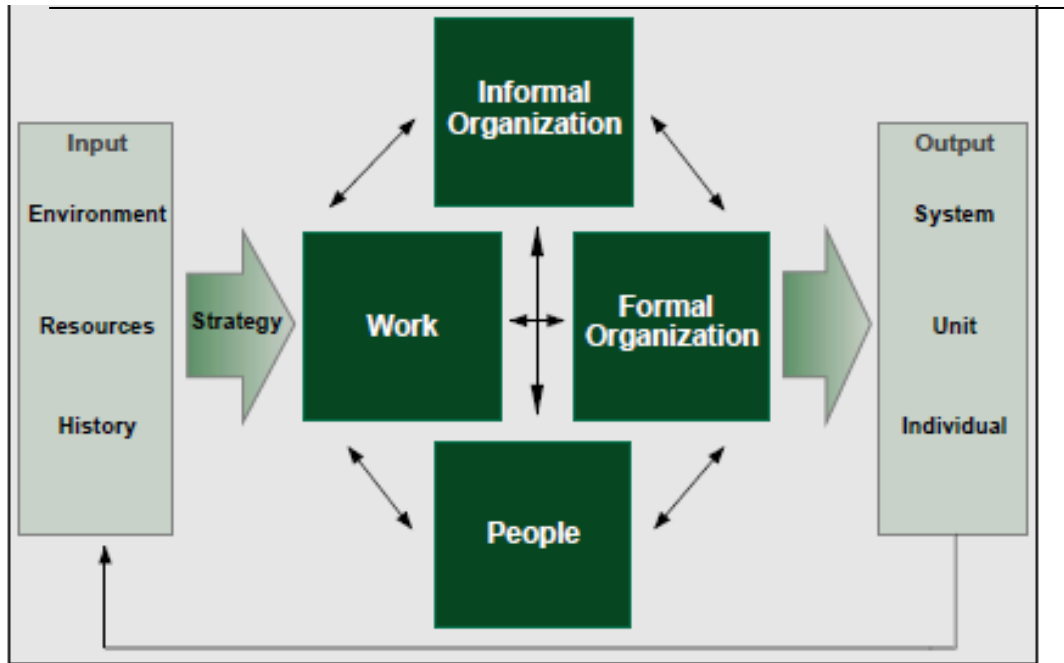 Informal
Organization
Input
Environment
Resources
History
Strategy
Work
Formal
Organization
People
Output
System
Unit
Individual